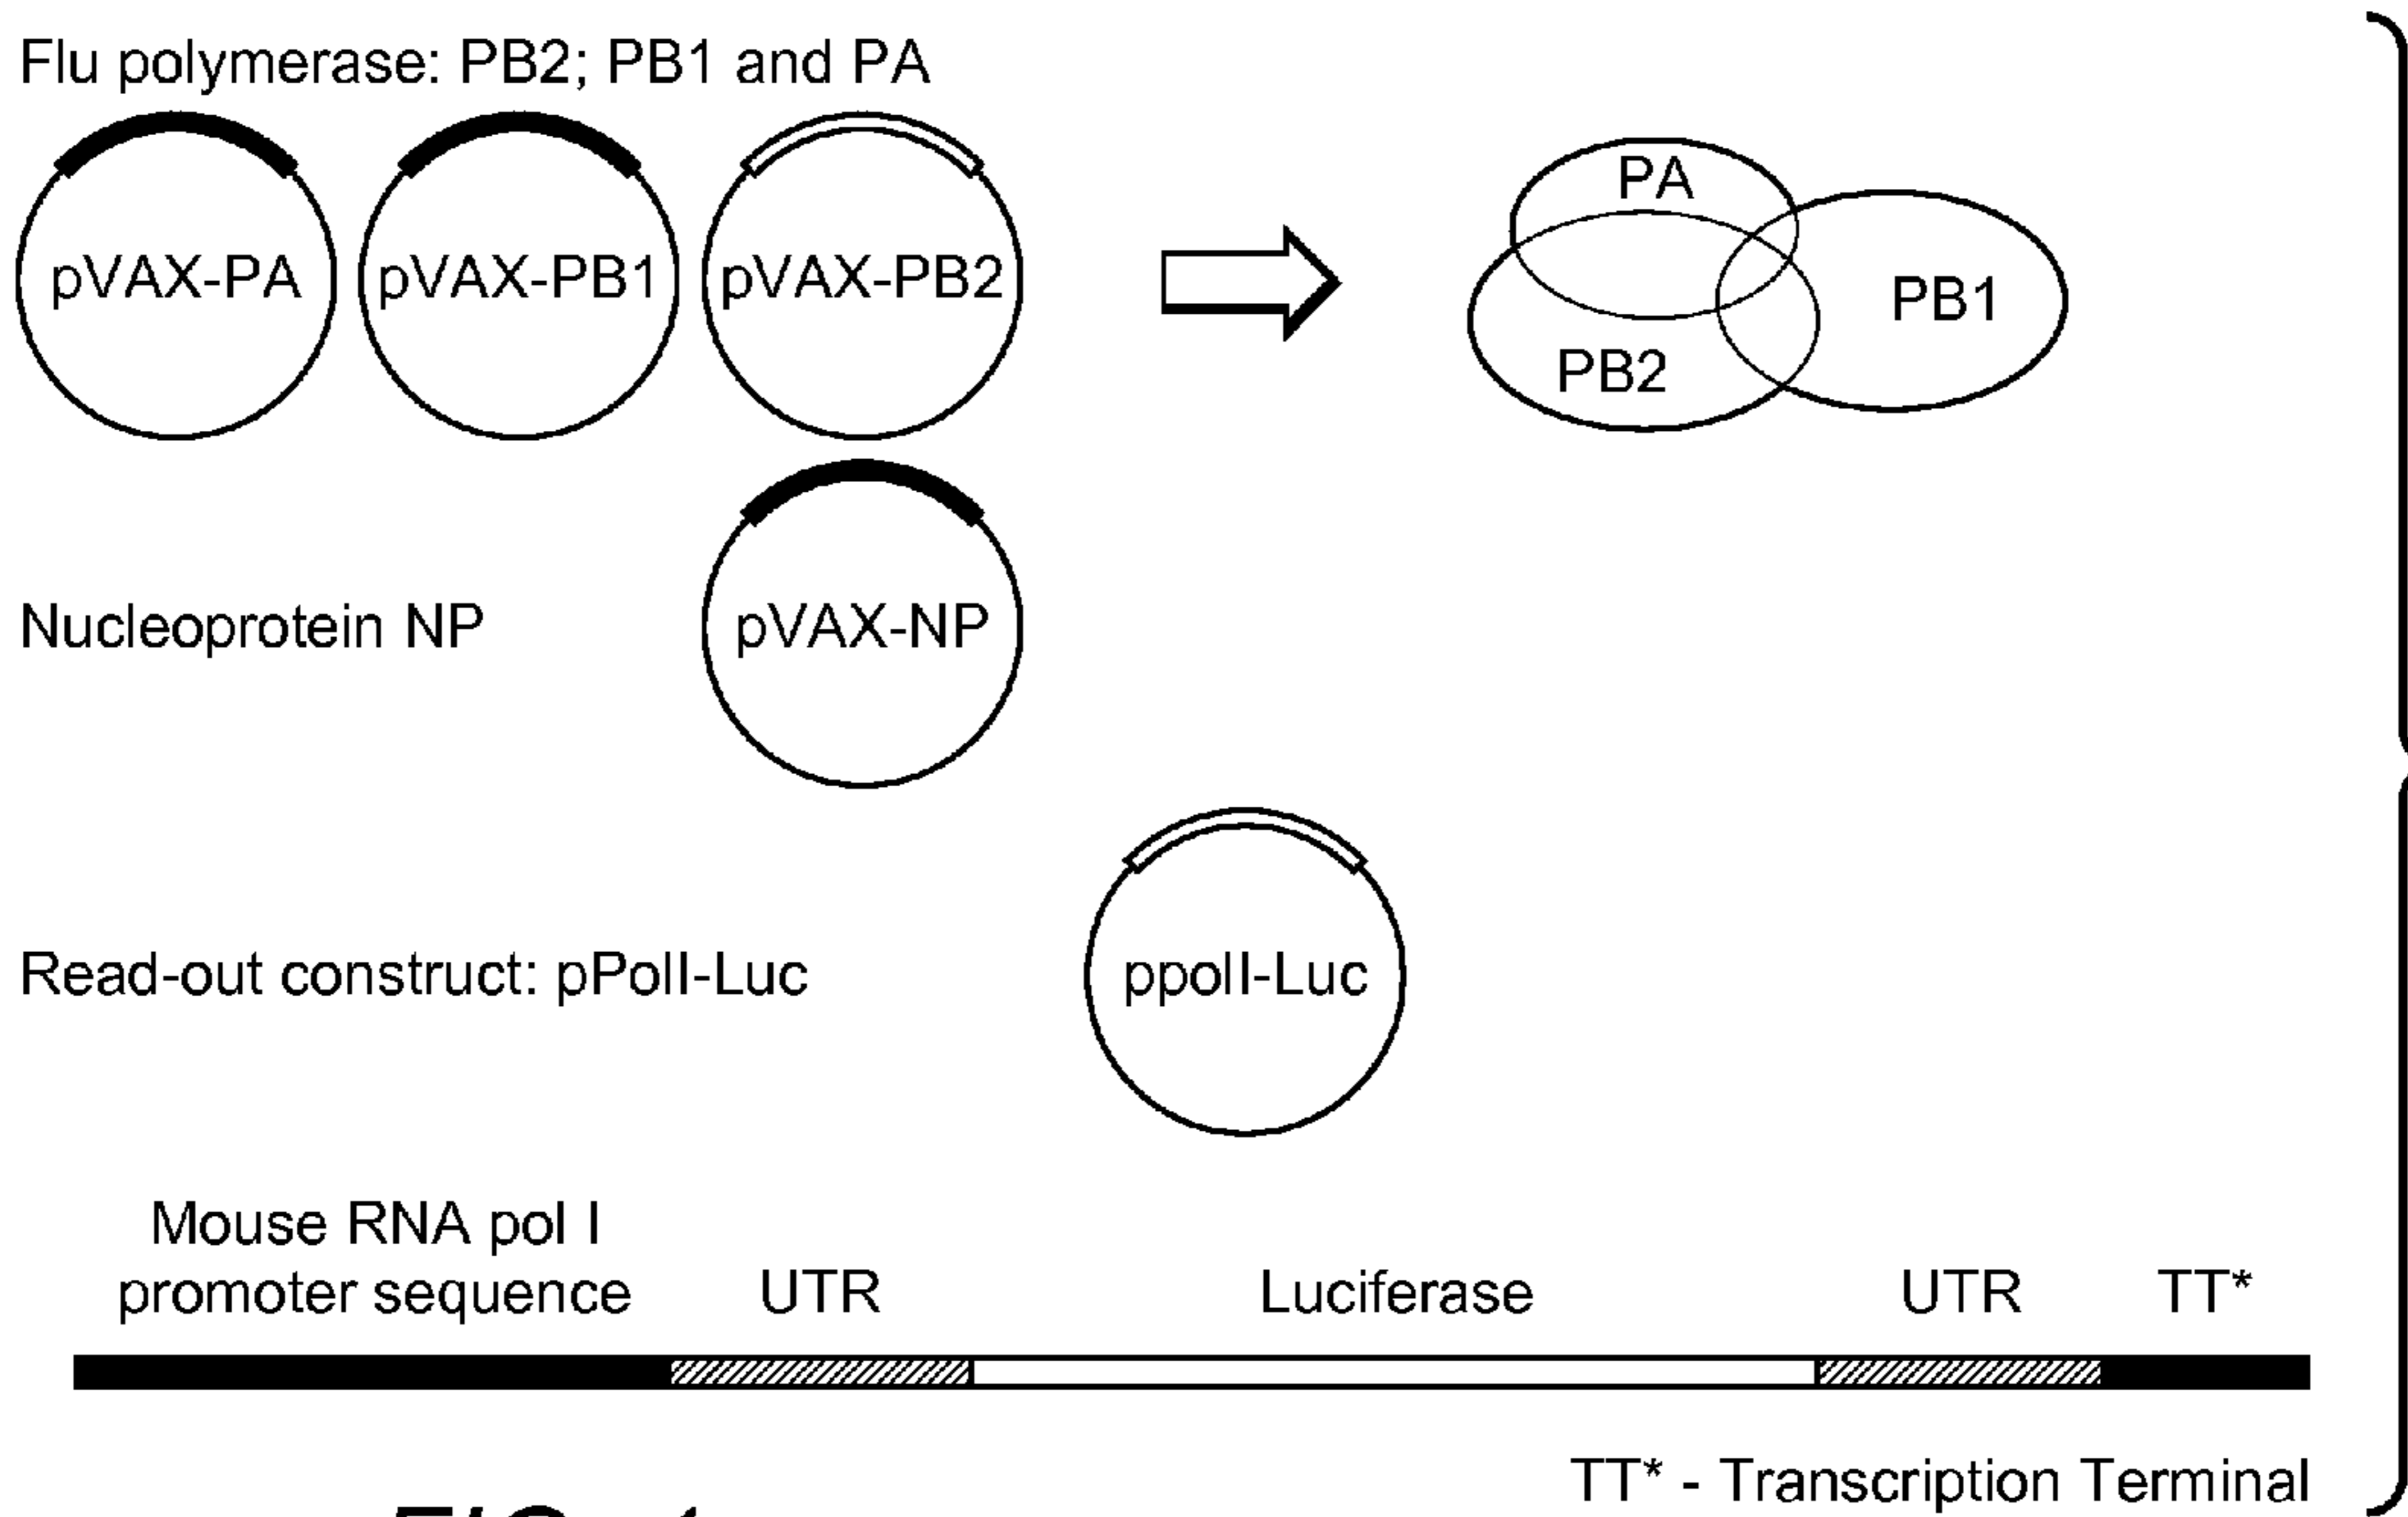 Flu polymerase: PB2; PB1 and PA
pVAX-PA
pVAX-PB1
pVAX-PB2
PA
PB1
PB2
Nucleoprotein NP
pVAX-NP
Read-out construct: pPolI-Luc
ppolI-Luc
Mouse RNA pol I
promoter sequence
UTR
Luciferase
UTR
TT*
TT* - Transcription Terminal